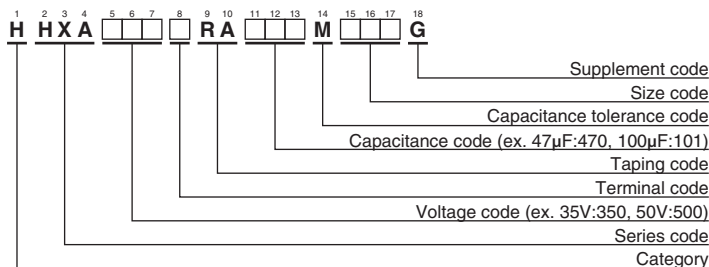 1 2 3 4 5 6 7 8 9 10 11 12 13 14 15 16 17 18
H H X A R A M G
Supplement code
Size code
Capacitance tolerance code
Capacitance code (ex. 47µF:470, 100µF:101)
Taping code
Terminal code
Voltage code (ex. 35V:350, 50V:500)
Series code
Category